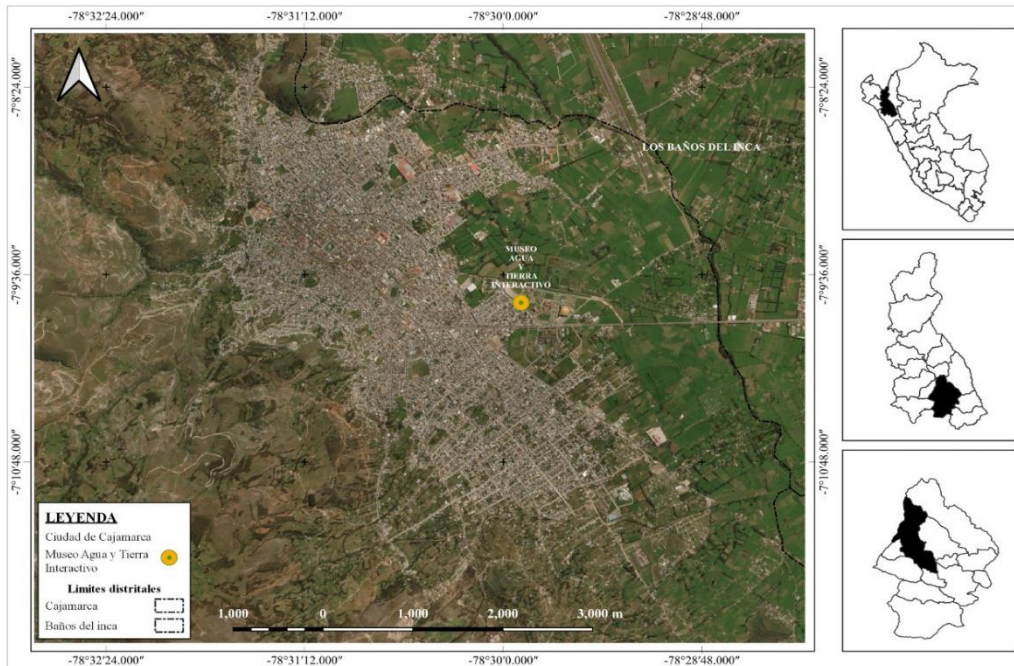 -78°32′24.000″
-78°31′12.000″
-78°30′0.000″
-78°28′48.000″
-7°8′24.000″
-7°8′24.000″
LOS BAÑOS DEL INCA
MUSEO
AGUA
Y
TIERRA
INTERACTIVO
-7°9′36.000″
-7°9′36.000″
-7°10′48.000″
-7°10′48.000″
LEYENDA
Ciudad de Cajamarca
Museo Agua y Tierra
Interactivo
Limites distritales
Cajamarca
Baños del inca
1,000 0 1,000 2,000 3,000 m
-78°32′24.000″
-78°31′12.000″
-78°30′0.000″
-78°28′48.000″